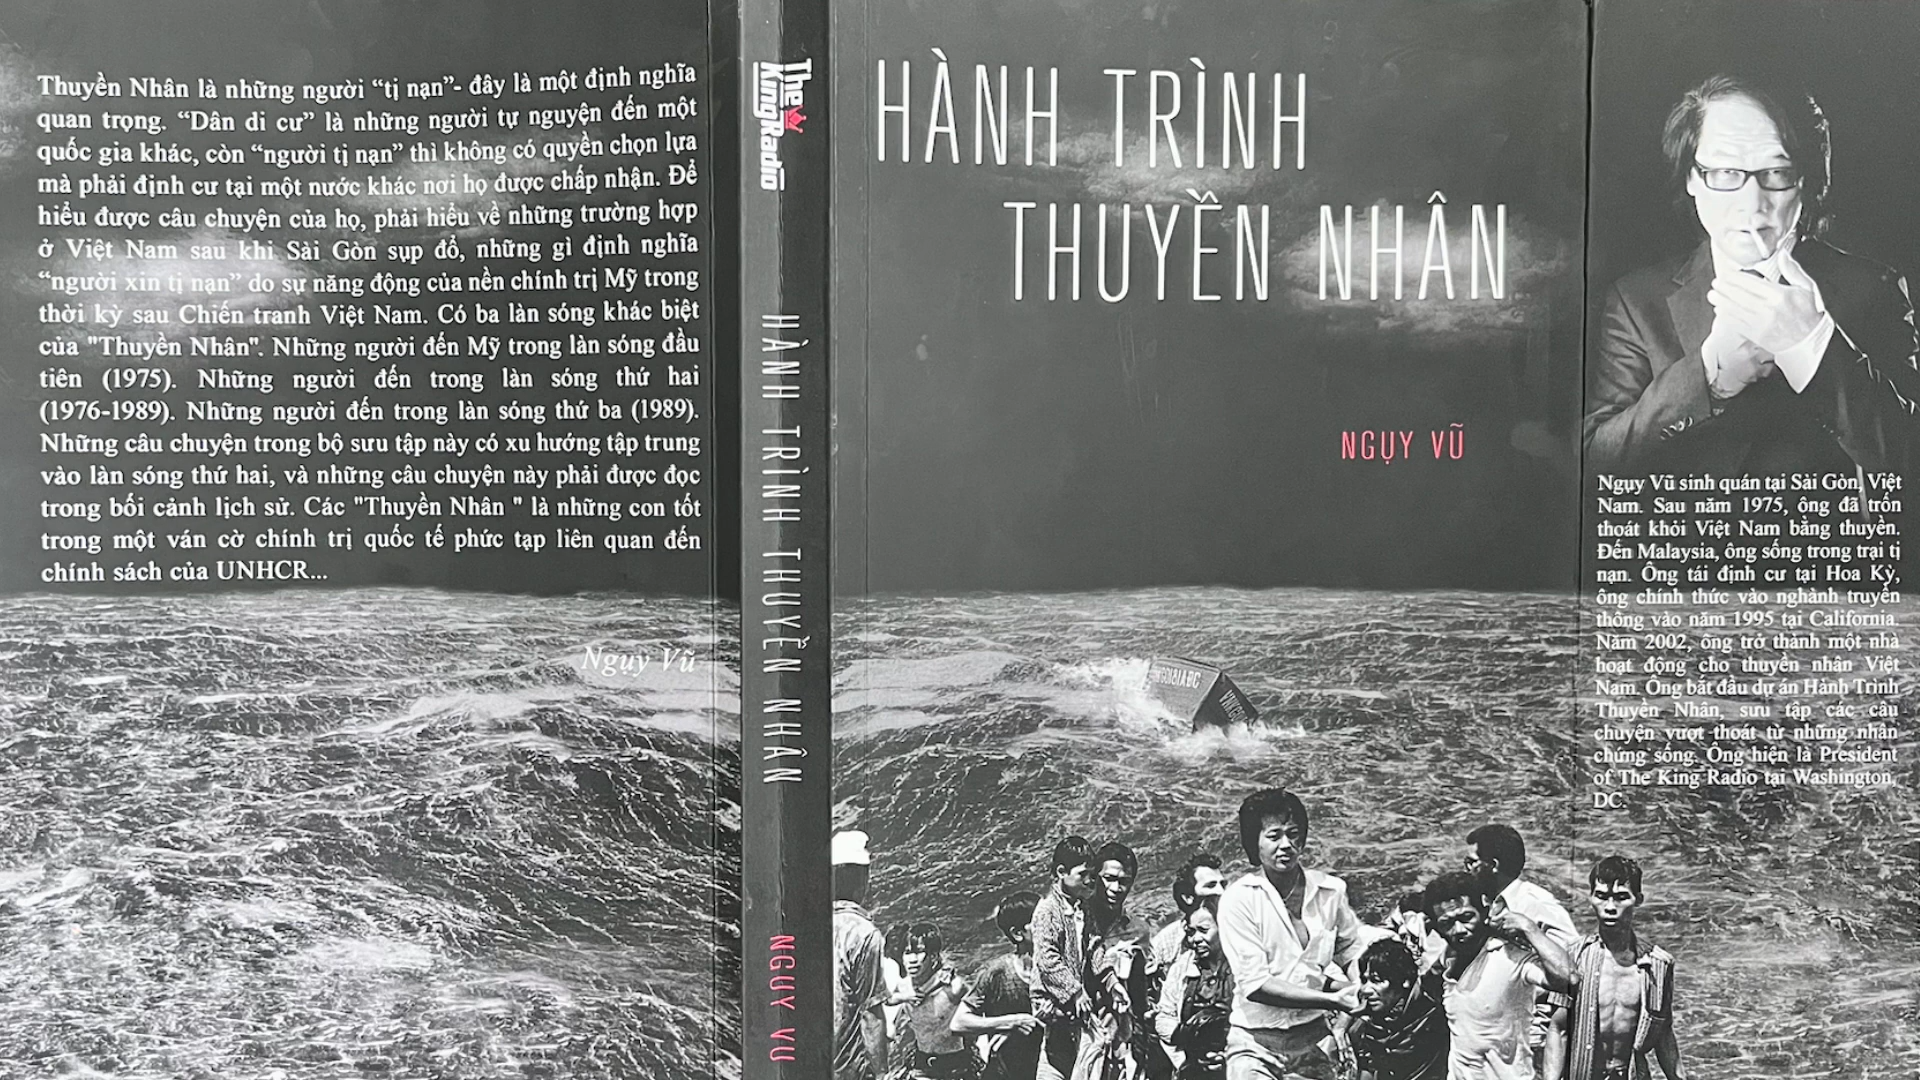 Thuyền Nhân là những người “tị nạn”- đây là một định nghĩa
quan trọng. “Dân di cư” là những người tự nguyện đến một
quốc gia khác, còn “người tị nạn” thì không có quyền chọn lựa
mà phải định cư tại một nước khác nơi họ được chấp nhận. Để
hiểu được câu chuyện của họ, phải hiểu về những trường hợp
ở Việt Nam sau khi Sài Gòn sụp đổ, những gì định nghĩa
“người xin tị nạn” do sự năng động của nền chính trị Mỹ trong
thời kỳ sau Chiến tranh Việt Nam. Có ba làn sóng khác biệt
của "Thuyền Nhân". Những người đến Mỹ trong làn sóng đầu
tiên (1975). Những người đến trong làn sóng thứ hai
(1976-1989). Những người đến trong làn sóng thứ ba (1989).
Những câu chuyện trong bộ sưu tập này có xu hướng tập trung
vào làn sóng thứ hai, và những câu chuyện này phải được đọc
trong bối cảnh lịch sử. Các "Thuyền Nhân " là những con tốt
trong một ván cờ chính trị quốc tế phức tạp liên quan đến
chính sách của UNHCR...
Ngụy Vũ
The
King Radio
HÀNH TRÌNH THUYỀN NHÂN
NGỤY VŨ
HÀNH TRÌNH
THUYỀN NHÂN
NGỤY VŨ
Ngụy Vũ sinh quán tại Sài Gòn, Việt
Nam. Sau năm 1975, ông đã trốn
thoát khỏi Việt Nam bằng thuyền.
Đến Malaysia, ông sống trong trại tị
nạn. Ông tái định cư tại Hoa Kỳ,
ông chính thức vào nghành truyền
thông vào năm 1995 tại California.
Năm 2002, ông trở thành một nhà
hoạt động cho thuyền nhân Việt
Nam. Ông bắt đầu dự án Hành Trình
Thuyền Nhân, sưu tập các câu
chuyện vượt thoát từ những nhân
chứng sống. Ông hiện là President
of The King Radio tại Washington,
DC.